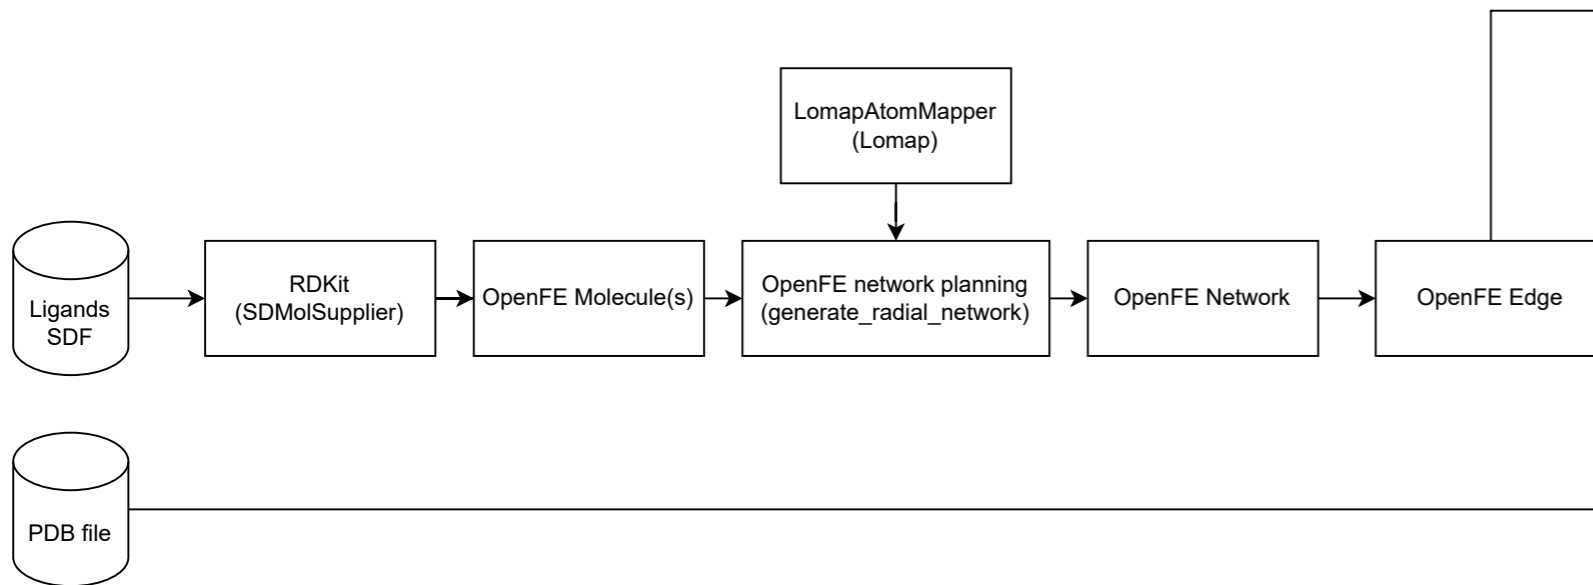 LomapAtomMapper
(Lomap)
Ligands
SDF
RDKit
(SDMolSupplier)
OpenFE Molecule(s)
OpenFE network planning
(generate_radial_network)
OpenFE Network
OpenFE Edge
PDB file